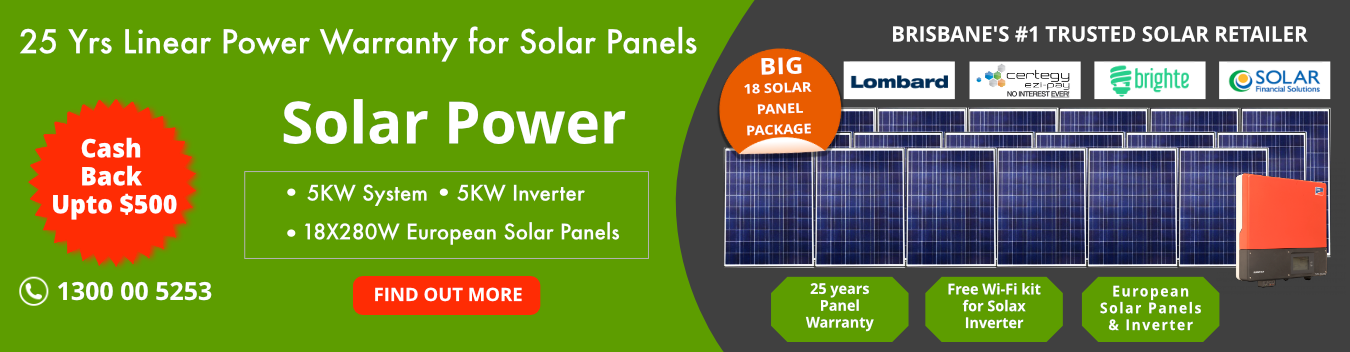 25 Yrs Linear Power Warranty for Solar Panels
Cash
Back
Upto $500
1300 00 5253
Solar Power
• 5KW System • 5KW Inverter
• 18X280W European Solar Panels
FIND OUT MORE
BRISBANE'S #1 TRUSTED SOLAR RETAILER
BIG
18 SOLAR
PANEL
PACKAGE
Lombard
certegy
ezi-pay
NO INTEREST EVER!
brighte
SOLAR
Financial Solutions
25 years
Panel
Warranty
Free Wi-Fi kit
for Solax
Inverter
European
Solar Panels
& Inverter